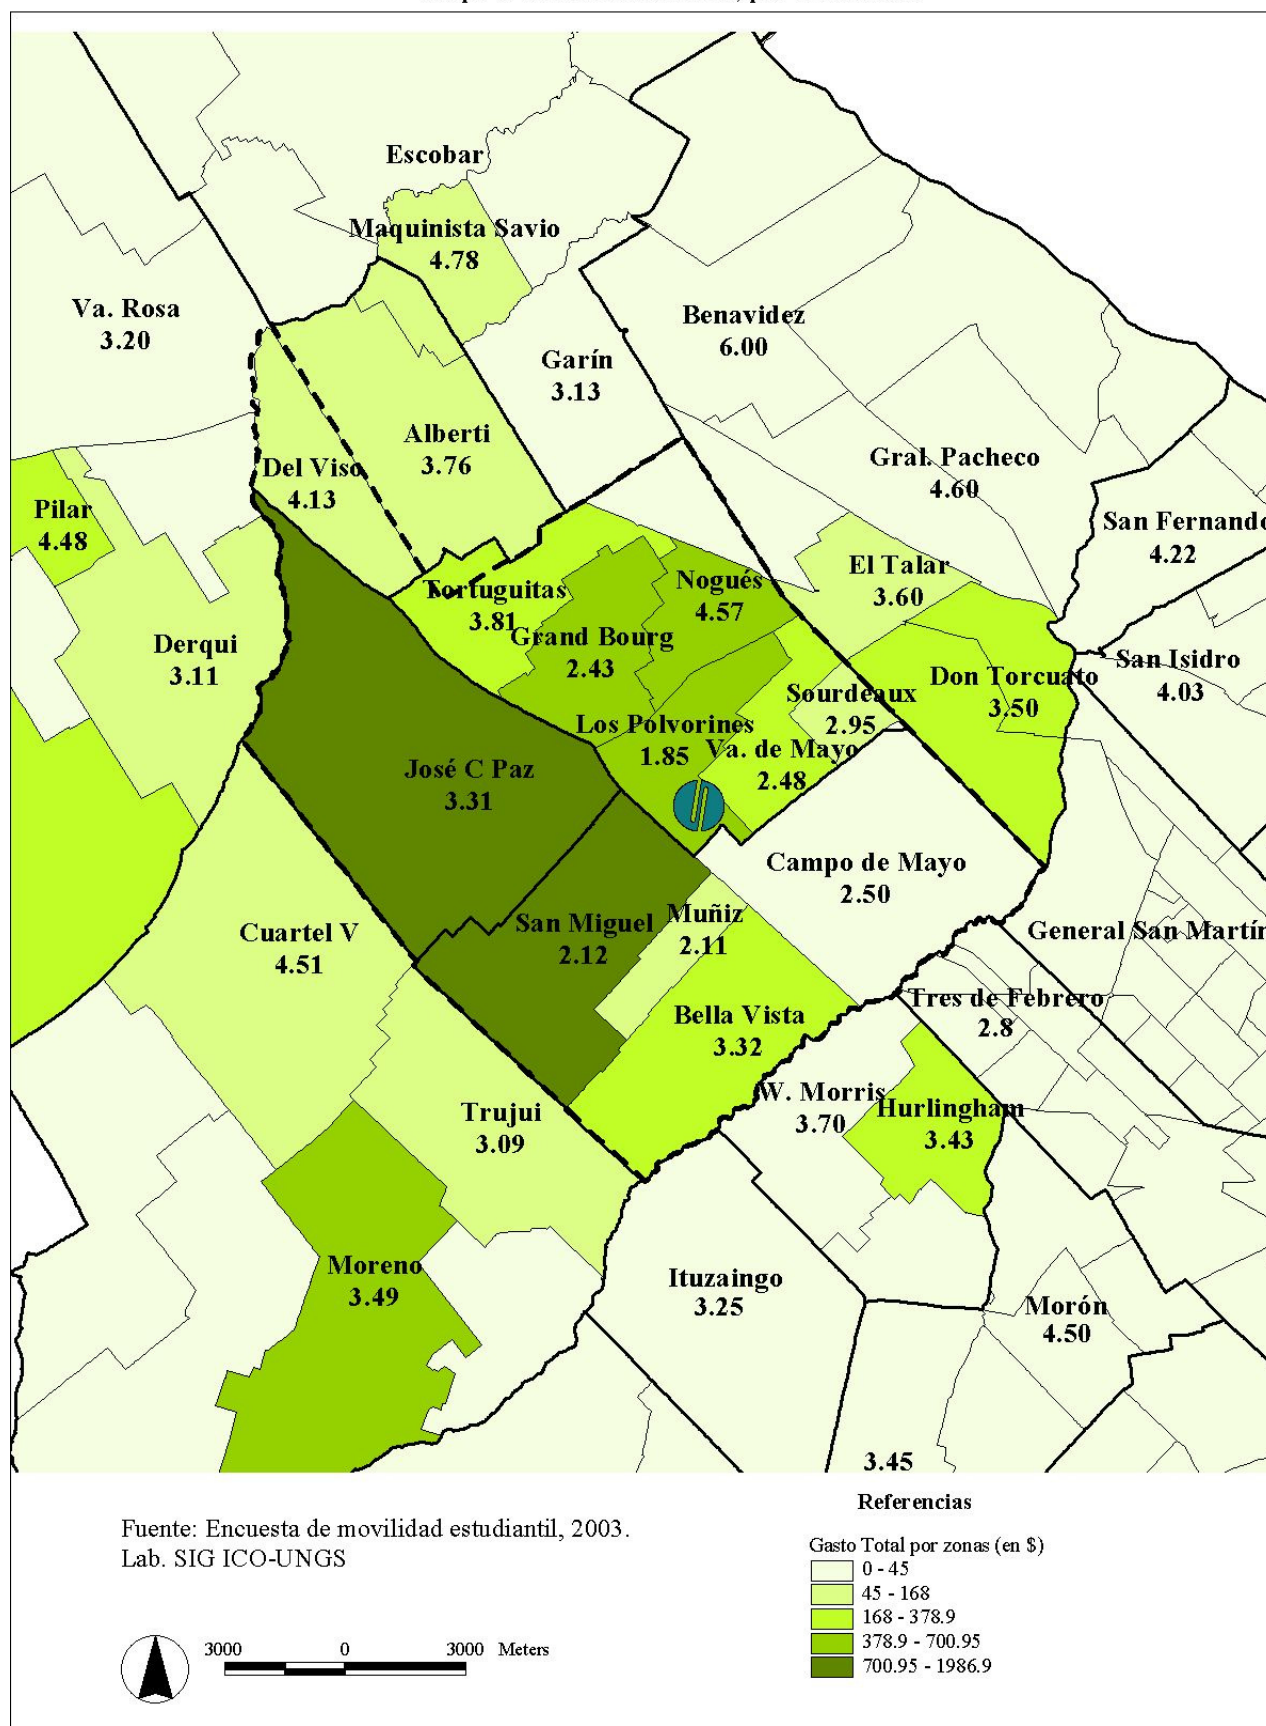 Escobar
Maquinista Savio
4.78
Va. Rosa
3.20
Benavidez
6.00
Garín
3.13
Alberti
3.76
Del Viso
4.13
Gral. Pacheco
4.60
Pilar
4.48
San Fernando
4.22
El Talar
3.60
Nogués
4.57
Tortuguitas
3.81
Grand Bourg
2.43
Derqui
3.11
San Isidro
4.03
Don Torcuato
3.50
Sourdeaux
2.95
Los Polvorines
1.85
Va. de Mayo
2.48
José C Paz
3.31
Campo de Mayo
2.50
Muñiz
2.11
San Miguel
2.12
Cuartel V
4.51
General San Martín
Tres de Febrero
2.8
Bella Vista
3.32
W. Morris
3.70
Hurlingham
3.43
Trujui
3.09
Moreno
3.49
Ituzaingo
3.25
Morón
4.50
3.45
Fuente: Encuesta de movilidad estudiantil, 2003.
Lab. SIG ICO-UNGS
3000 0 3000 Meters
Referencias
Gasto Total por zonas (en $)
0 - 45
45 - 168
168 - 378.9
378.9 - 700.95
700.95 - 1986.9